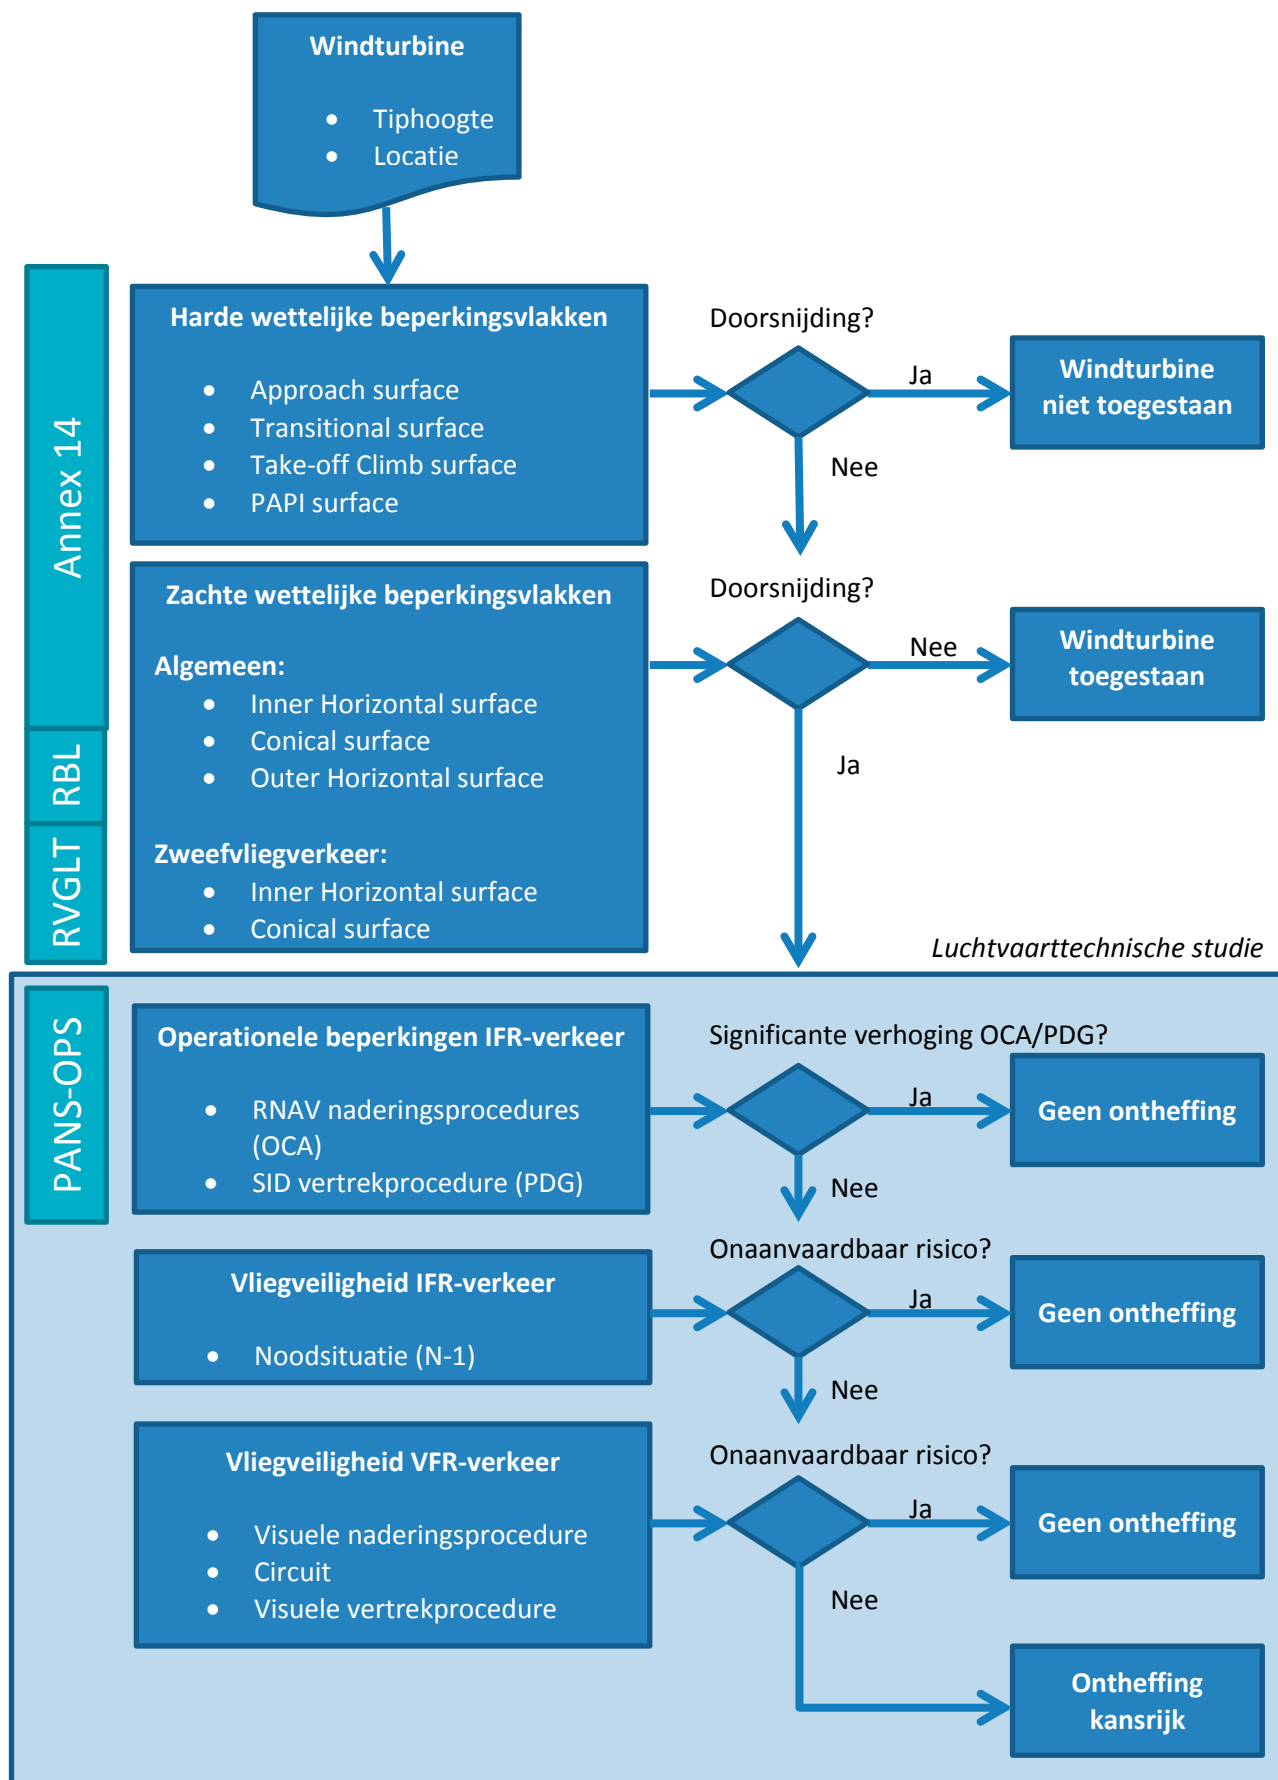 Windturbine
• Tiphoogte
• Locatie
Annex 14
Harde wettelijke beperkingsvlakken
• Approach surface
• Transitional surface
• Take-off Climb surface
• PAPI surface
Doorsnijding?
Ja
Windturbine
niet toegestaan
Nee
RBL
RVGLT
Zachte wettelijke beperkingsvlakken
Algemeen:
• Inner Horizontal surface
• Conical surface
• Outer Horizontal surface
Zweefvliegverkeer:
• Inner Horizontal surface
• Conical surface
Doorsnijding?
Nee
Windturbine
toegestaan
Ja
Luchtvaarttechnische studie
PANS-OPS
Operationele beperkingen IFR-verkeer
• RNAV naderingsprocedures
(OCA)
• SID vertrekprocedure (PDG)
Significante verhoging OCA/PDG?
Ja
Geen ontheffing
Nee
Vliegveiligheid IFR-verkeer
• Noodsituatie (N-1)
Onaanvaardbaar risico?
Ja
Geen ontheffing
Nee
Vliegveiligheid VFR-verkeer
• Visuele naderingsprocedure
• Circuit
• Visuele vertrekprocedure
Onaanvaardbaar risico?
Ja
Geen ontheffing
Nee
Ontheffing
kansrijk